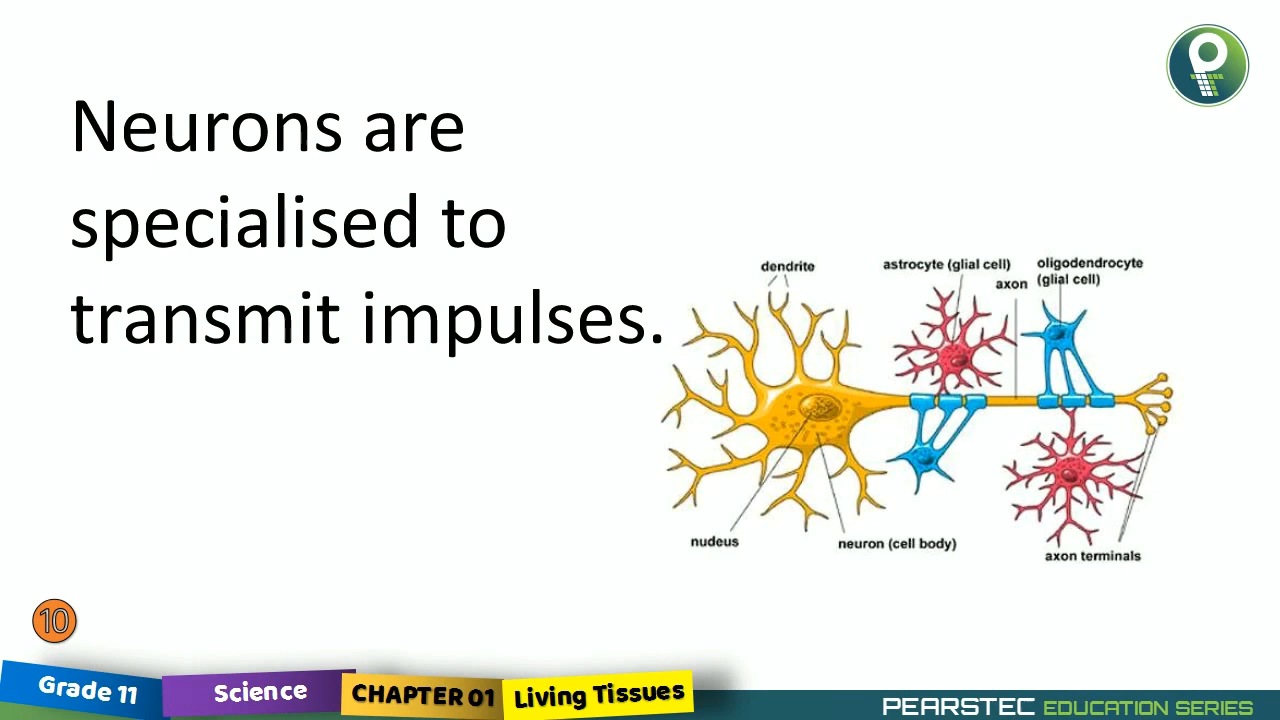 Neurons are
specialised to
transmit impulses.
dendrite
astrocyte (glial cell)
axon
oligodendrocyte
(glial cell)
nudeus
neuron (cell body)
axon terminals
10
Grade 11
Science
CHAPTER 01
Living Tissues
PEARSTEC EDUCATION SERIES